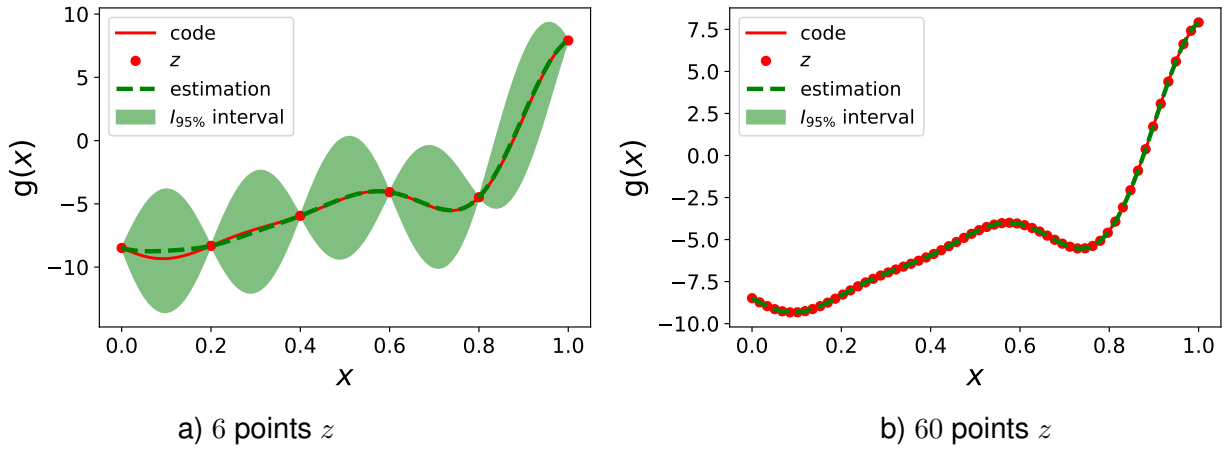 code
z
estimation
I95% interval
g(x)
10
5
0
−5
−10
0.0 0.2 0.4 0.6 0.8 1.0
x
a) 6 points z
code
z
estimation
I95% interval
g(x)
7.5
5.0
2.5
0.0
−2.5
−5.0
−7.5
−10.0
0.0 0.2 0.4 0.6 0.8 1.0
x
b) 60 points z